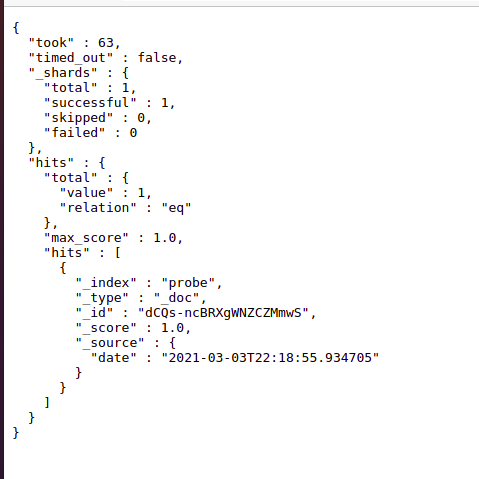 {
  "took" : 63,
  "timed_out" : false,
  "_shards" : {
    "total" : 1,
    "successful" : 1,
    "skipped" : 0,
    "failed" : 0
  },
  "hits" : {
    "total" : {
      "value" : 1,
      "relation" : "eq"
    },
    "max_score" : 1.0,
    "hits" : [
      {
        "_index" : "probe",
        "_type" : "_doc",
        "_id" : "dCQs-ncBRXgWNZCZMmwS",
        "_score" : 1.0,
        "_source" : {
          "date" : "2021-03-03T22:18:55.934705"
        }
      }
    ]
  }
}